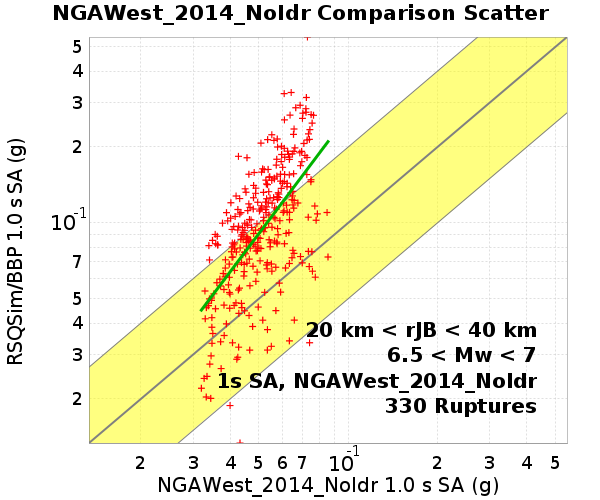 NGAWest_2014_NoIdr Comparison Scatter
RSQSim/BBP 1.0 s SA (g)
5
4
3
2
10^-1
7
5
4
3
2
20 km < rJB < 40 km
6.5 < Mw < 7
1s SA, NGAWest_2014_NoIdr
330 Ruptures
2 3 4 5 6 7 10^-1 2 3 4 5
NGAWest_2014_NoIdr 1.0 s SA (g)